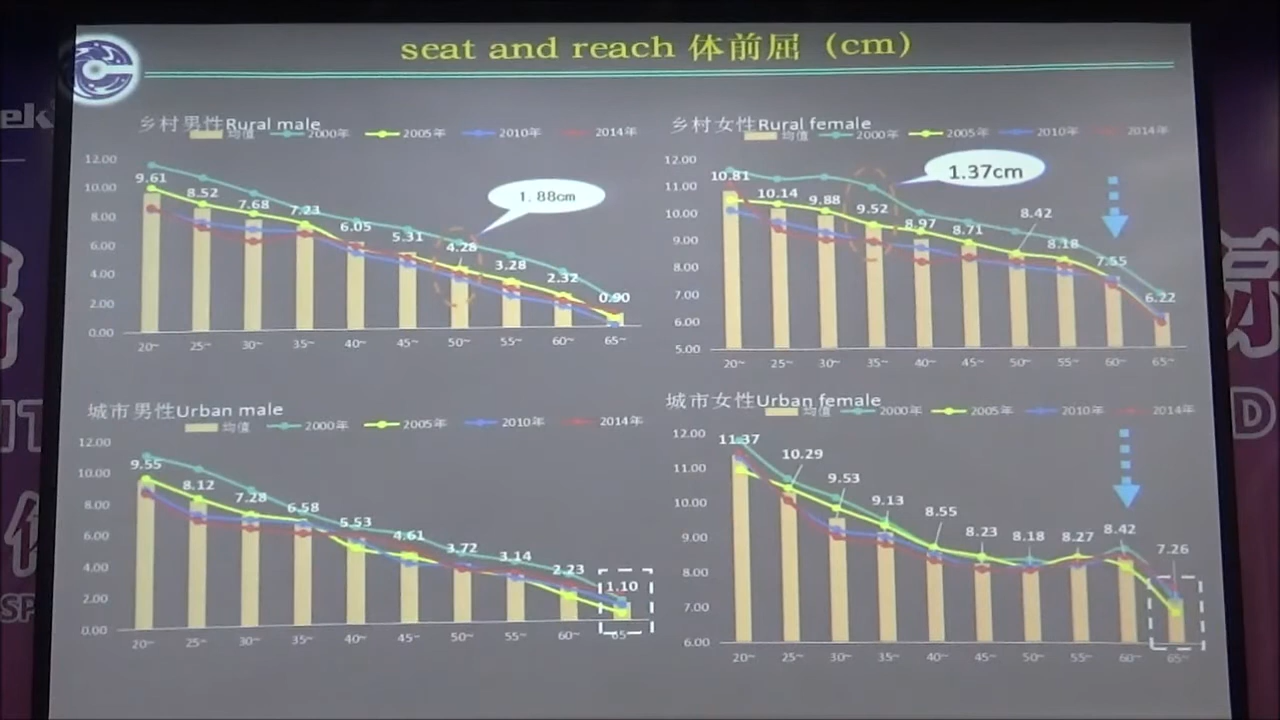 seat and reach 体前屈（cm）
乡村男性Rural male
均值 2000年 2005年 2010年 2014年
12.00
10.00
8.00
6.00
4.00
2.00
0.00
9.61 8.52 7.68 7.23 6.05 5.31 4.28 3.28 2.32 0.90
1.88cm
20~ 25~ 30~ 35~ 40~ 45~ 50~ 55~ 60~ 65~
乡村女性Rural female
均值 2000年 2005年 2010年 2014年
12.00
11.00
10.00
9.00
8.00
7.00
6.00
5.00
10.81 10.14 9.88 9.52 8.97 8.71 8.42 8.18 7.55 6.22
1.37cm
20~ 25~ 30~ 35~ 40~ 45~ 50~ 55~ 60~ 65~
城市男性Urban male
均值 2000年 2005年 2010年 2014年
12.00
10.00
8.00
6.00
4.00
2.00
0.00
9.55 8.12 7.28 6.58 5.53 4.61 3.72 3.14 2.23 1.10
20~ 25~ 30~ 35~ 40~ 45~ 50~ 55~ 60~ 65~
城市女性Urban female
均值 2000年 2005年 2010年 2014年
12.00
11.00
10.00
9.00
8.00
7.00
6.00
11.37 10.29 9.53 9.13 8.55 8.23 8.18 8.27 8.42 7.26
20~ 25~ 30~ 35~ 40~ 45~ 50~ 55~ 60~ 65~